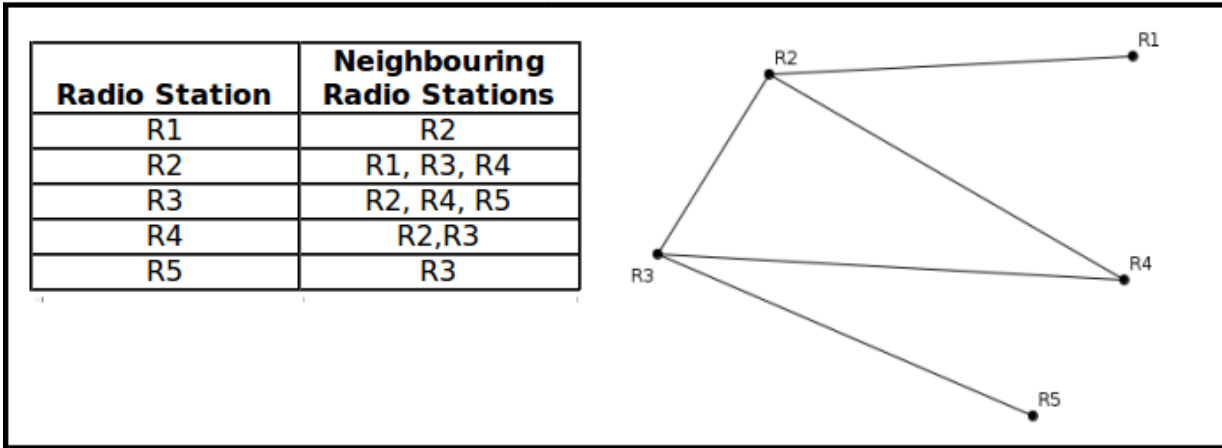 Radio Station Neighbouring Radio Stations
R1 R2
R2 R1, R3, R4
R3 R2, R4, R5
R4 R2,R3
R5 R3
R1
R2
R3
R4
R5